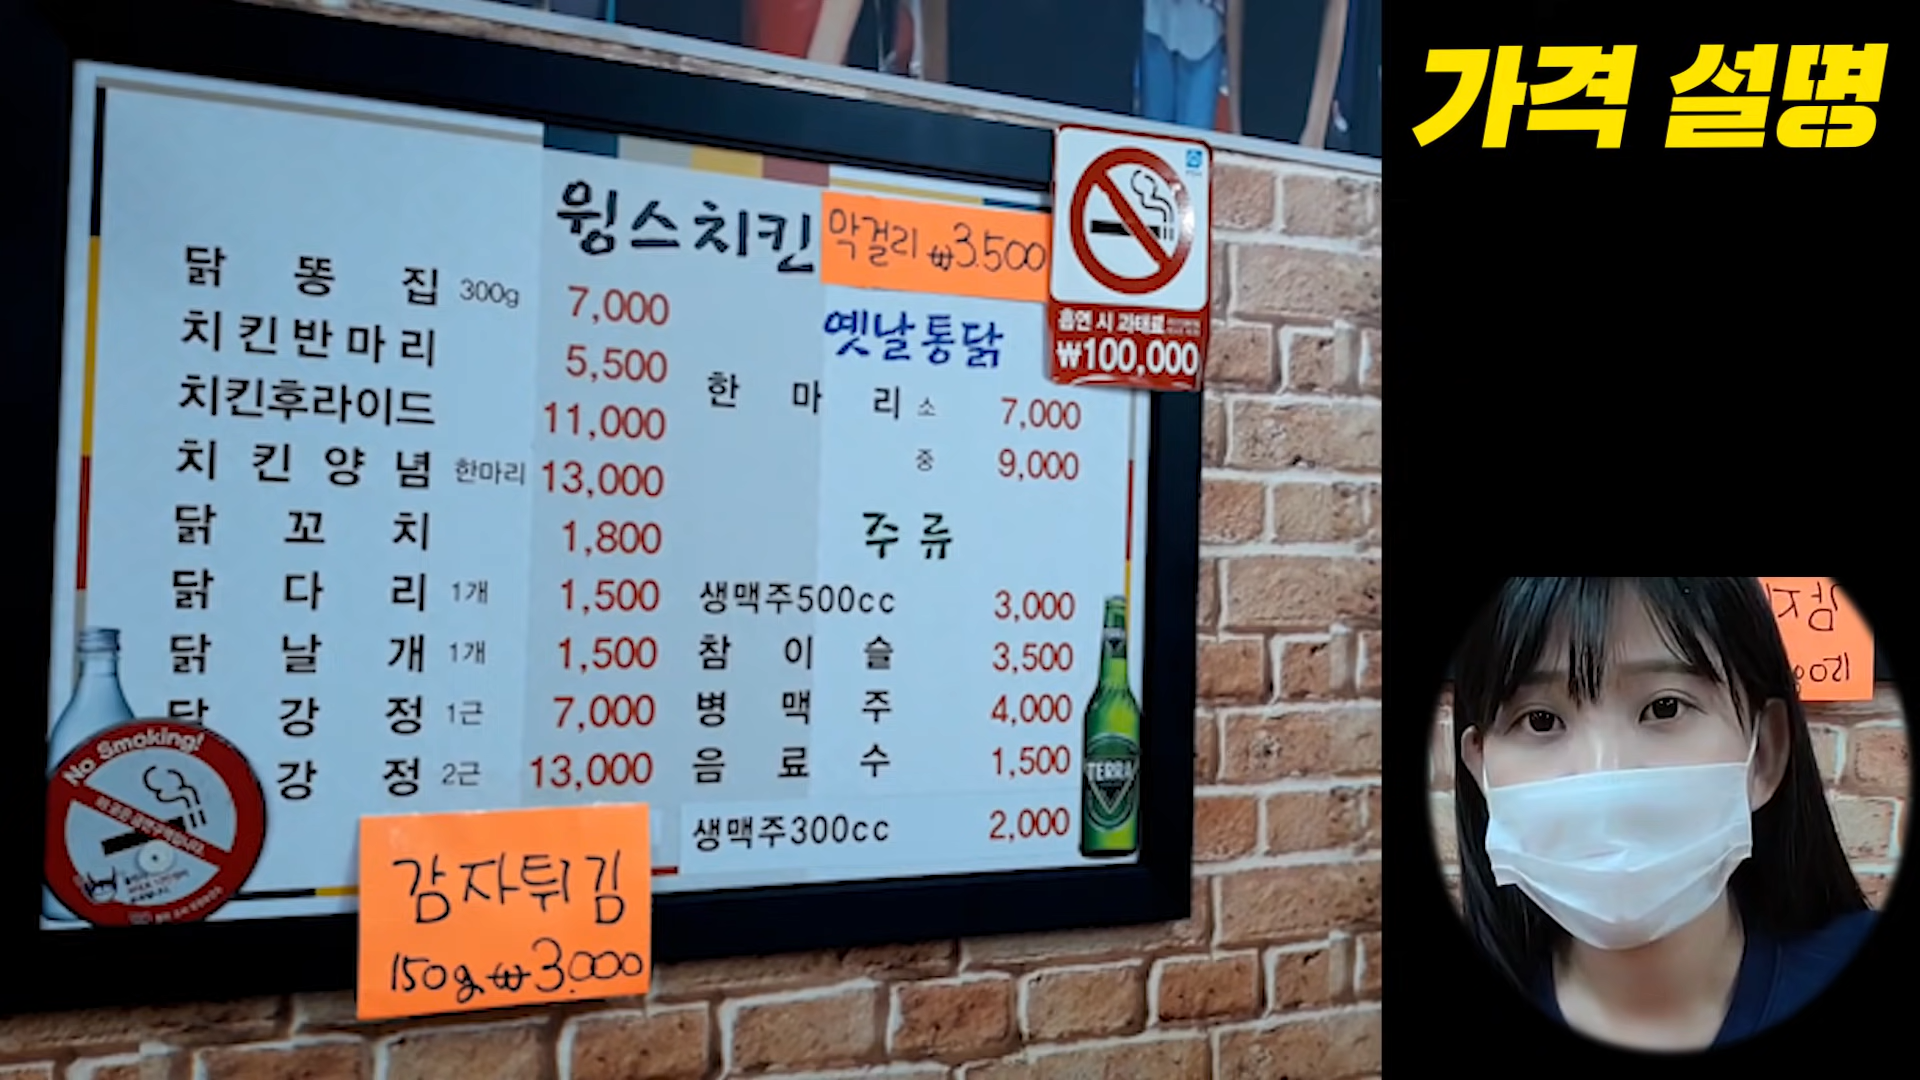 가격 설명
윙스치킨
막걸리 ₩3.500
닭똥집 300g 7,000
치킨반마리 5,500
치킨후라이드 11,000
치킨양념 한마리 13,000
닭꼬치 1,800
닭다리 1개 1,500
닭날개 1개 1,500
닭강정 1근 7,000
강정 2근 13,000
옛날통닭
한마리 소 7,000
중 9,000
주류
생맥주500cc 3,000
참이슬 3,500
병맥주 4,000
음료수 1,500
생맥주300cc 2,000
흡연 시 과태료
₩100,000
No Smoking!
TERRA
감자튀김
150g ₩3.000